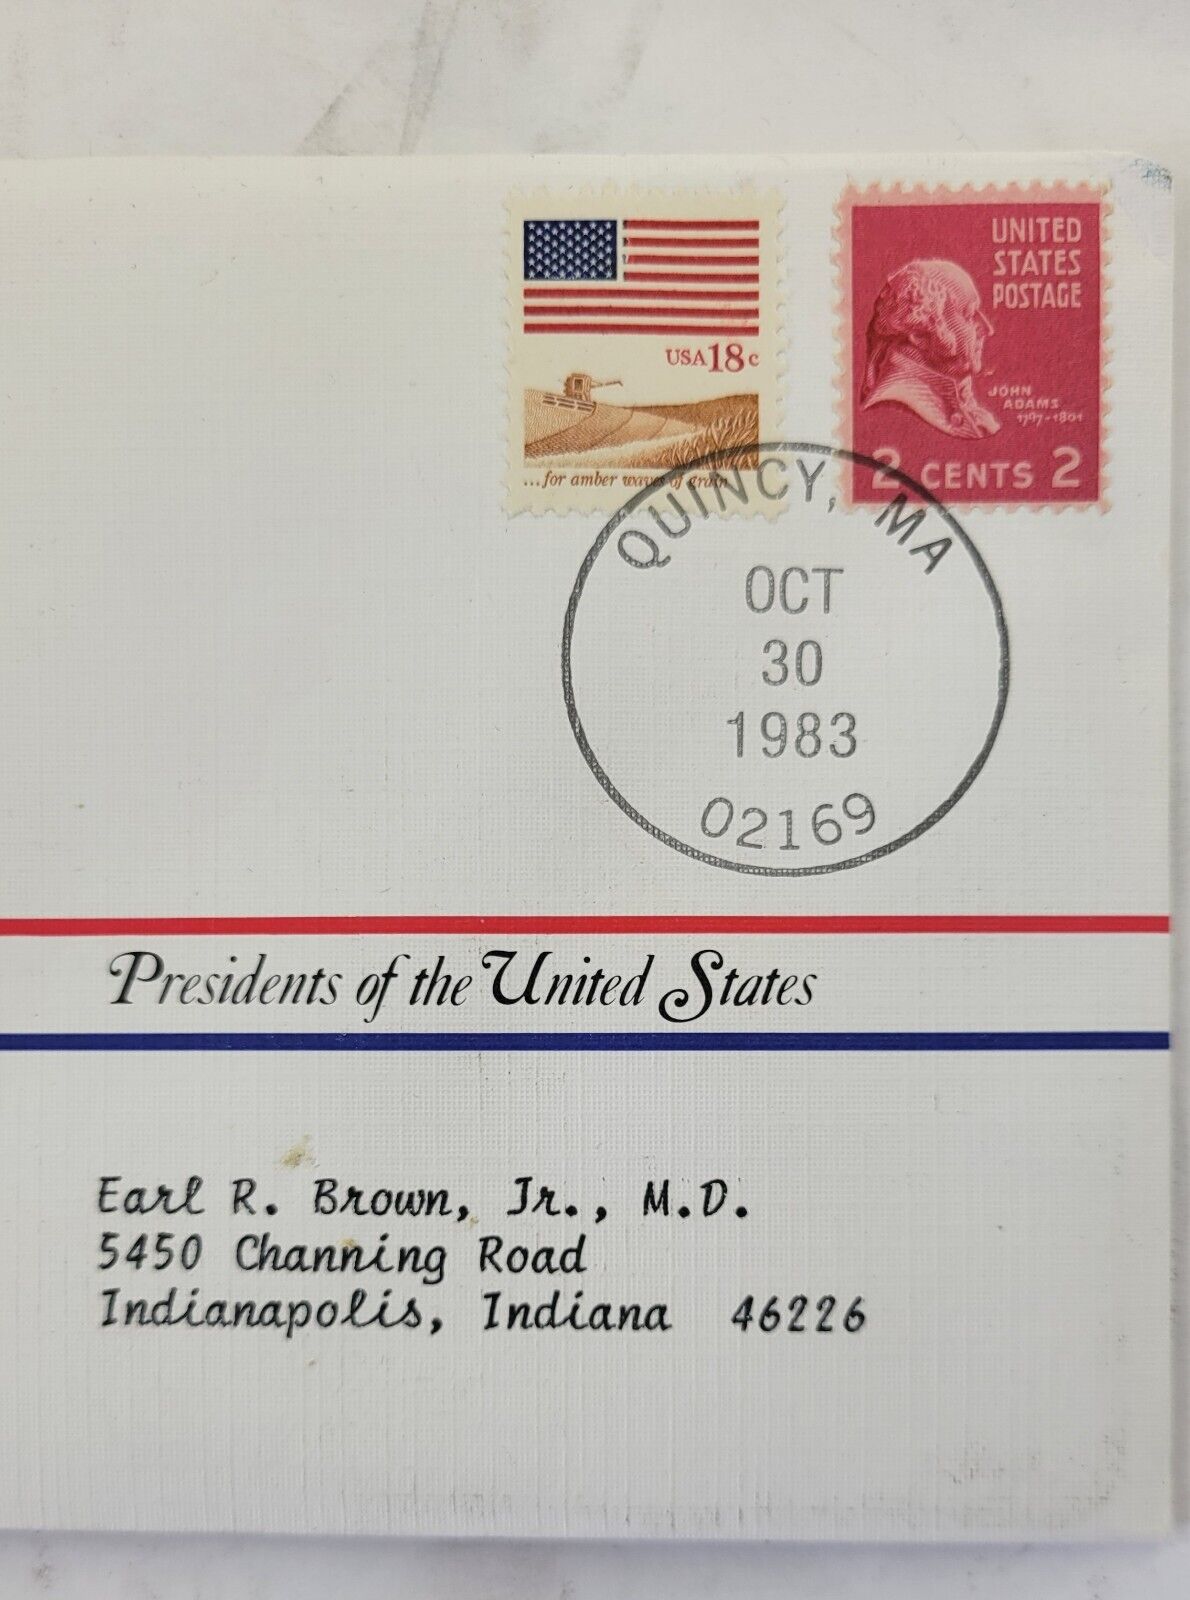 USA 18c
...for amber waves of grain
UNITED
STATES
POSTAGE
JOHN
ADAMS
1797-1801
2 CENTS 2
QUINCY, MA
OCT
30
1983
02169
Presidents of the United States
Earl R. Brown, Jr., M.D.
5450 Channing Road
Indianapolis, Indiana 46226